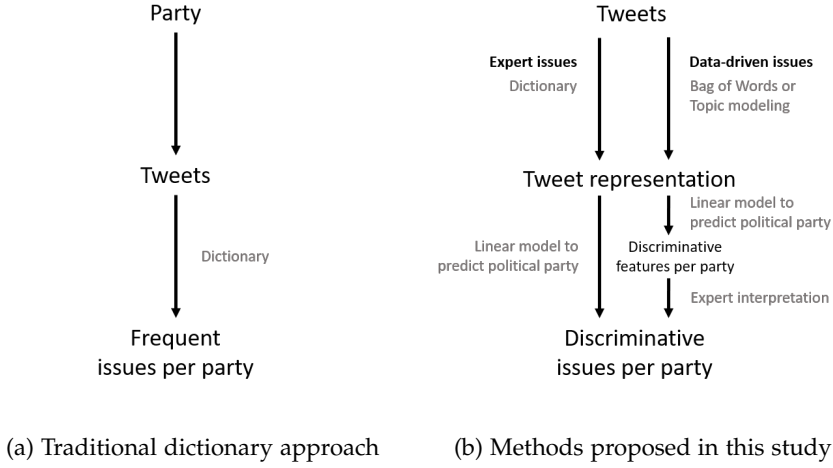 Party
Tweets
Dictionary
Frequent
issues per party
(a) Traditional dictionary approach
Tweets
Expert issues
Dictionary
Data-driven issues
Bag of Words or
Topic modeling
Tweet representation
Linear model to
predict political party
Linear model to
predict political party
Discriminative
features per party
Expert interpretation
Discriminative
issues per party
(b) Methods proposed in this study